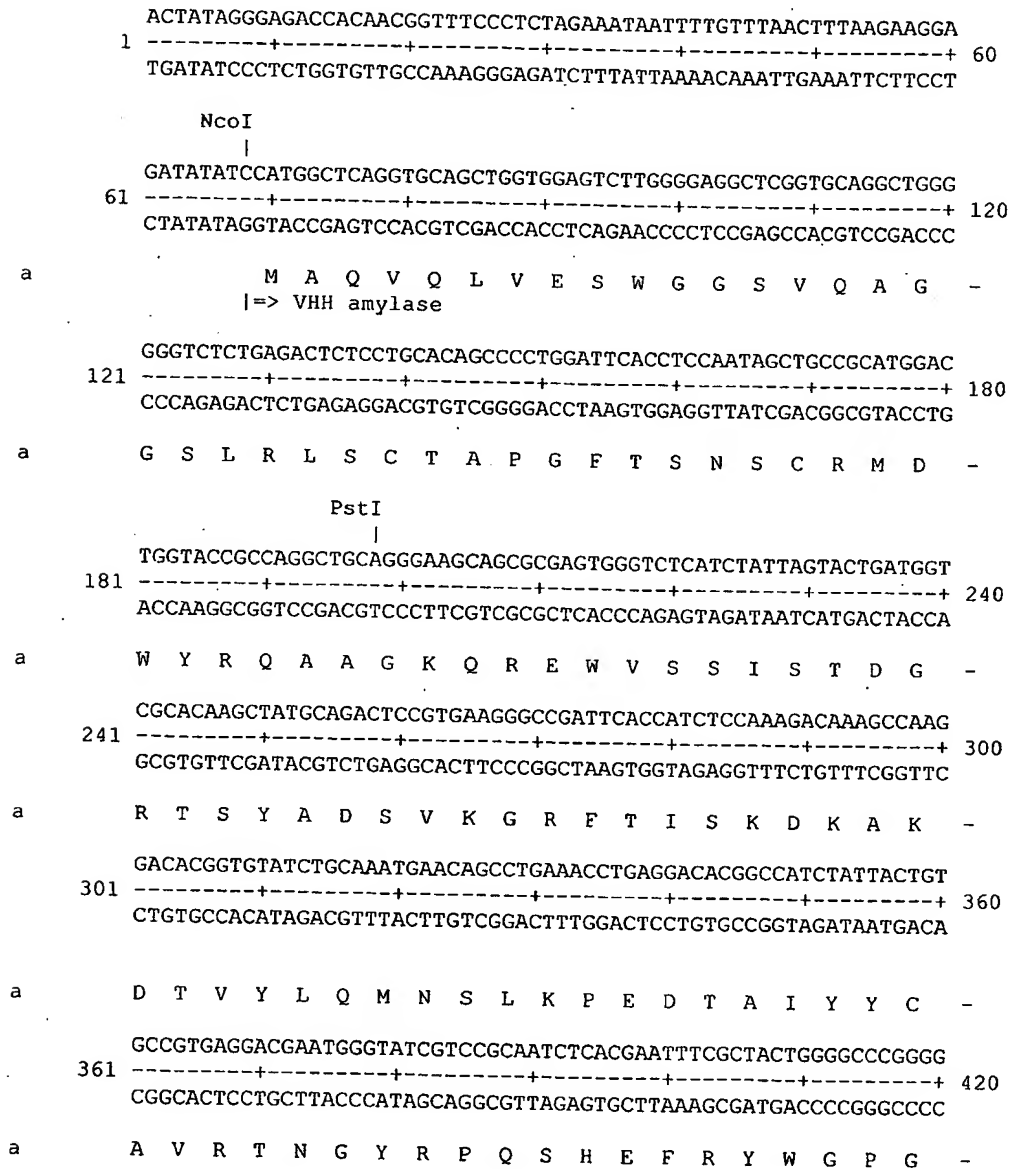 ACTATAGGGAGACCACAACGGTTTCCCTCTAGAAATAATTTTGTTTAACTTTAAGAAGGA
1 ---------+---------+---------+---------+---------+---------+ 60
TGATATCCCTCTGGTGTTGCCAAAGGGAGATCTTTATTAAAACAAATTGAAATTCTTCCT
NcoI
|
GATATATCCATGGCTCAGGTGCAGCTGGTGGAGTCTTGGGGAGGCTCGGTGCAGGCTGGG
61 ---------+---------+---------+---------+---------+---------+ 120
CTATATAGGTACCGAGTCCACGTCGACCACCTCAGAACCCCTCCGAGCCACGTCCGACCC
a M A Q V Q L V E S W G G S V Q A G -
|=> VHH amylase
GGGTCTCTGAGACTCTCCTGCACAGCCCCTGGATTCACCTCCAATAGCTGCCGCATGGAC
121 ---------+---------+---------+---------+---------+---------+ 180
CCCAGAGACTCTGAGAGGACGTGTCGGGGACCTAAGTGGAGGTTATCGACGGCGTACCTG
a G S L R L S C T A P G F T S N S C R M D -
PstI
|
TGGTACCGCCAGGCTGCAGGGAAGCAGCGCGAGTGGGTCTCATCTATTAGTACTGATGGT
181 ---------+---------+---------+---------+---------+---------+ 240
ACCAAGGCGGTCCGACGTCCCTTCGTCGCGCTCACCCAGAGTAGATAATCATGACTACCA
a W Y R Q A A G K Q R E W V S S I S T D G -
CGCACAAGCTATGCAGACTCCGTGAAGGGCCGATTCACCATCTCCAAAGACAAAGCCAAG
241 ---------+---------+---------+---------+---------+---------+ 300
GCGTGTTCGATACGTCTGAGGCACTTCCCGGCTAAGTGGTAGAGGTTTCTGTTTCGGTTC
a R T S Y A D S V K G R F T I S K D K A K -
GACACGGTGTATCTGCAAATGAACAGCCTGAAACCTGAGGACACGGCCATCTATTACTGT
301 ---------+---------+---------+---------+---------+---------+ 360
CTGTGCCACATAGACGTTTACTTGTCGGACTTTGGACTCCTGTGCCGGTAGATAATGACA
a D T V Y L Q M N S L K P E D T A I Y Y C -
GCCGTGAGGACGAATGGGTATCGTCCGCAATCTCACGAATTTCGCTACTGGGGCCCGGGG
361 ---------+---------+---------+---------+---------+---------+ 420
CGGCACTCCTGCTTACCCATAGCAGGCGTTAGAGTGCTTAAAGCGATGACCCCGGGCCCC
a A V R T N G Y R P Q S H E F R Y W G P G -